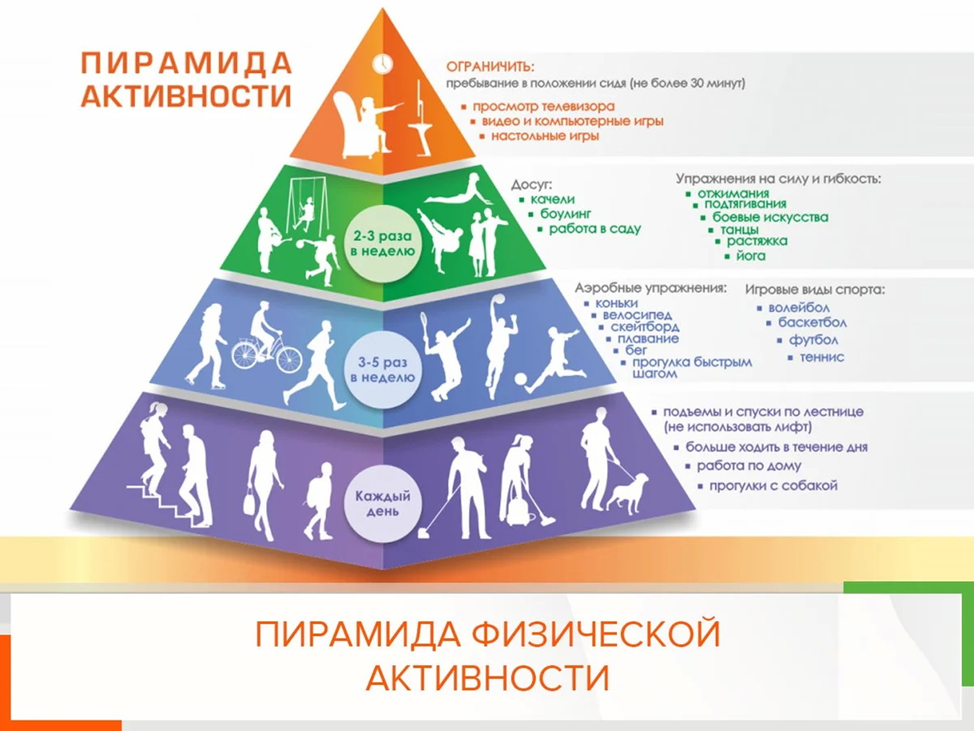 ПИРАМИДА
АКТИВНОСТИ
ОГРАНИЧИТЬ:
пребывание в положении сидя (не более 30 минут)
просмотр телевизора
видео и компьютерные игры
настольные игры
2-3 раза
в неделю
Досуг:
качели
боулинг
работа в саду
Упражнения на силу и гибкость:
отжимания
подтягивания
боевые искусства
танцы
растяжка
йога
3-5 раз
в неделю
Аэробные упражнения:
коньки
велосипед
скейтборд
плавание
бег
прогулка быстрым
шагом
Игровые виды спорта:
волейбол
баскетбол
футбол
теннис
Каждый
день
подъемы и спуски по лестнице
(не использовать лифт)
больше ходить в течение дня
работа по дому
прогулки с собакой
ПИРАМИДА ФИЗИЧЕСКОЙ
АКТИВНОСТИ